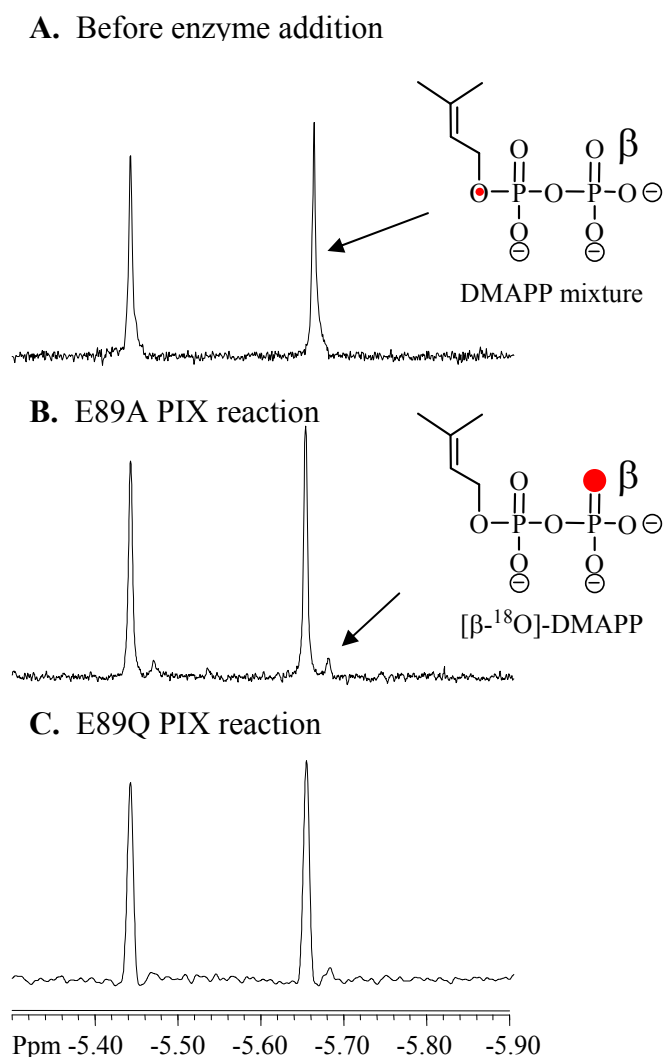 A. Before enzyme addition
O O β
O–P–O–P–O⊖
O O
⊖ ⊖
DMAPP mixture
B. E89A PIX reaction
O β
O–P–O–P–O⊖
O O
⊖ ⊖
[β-¹⁸O]-DMAPP
C. E89Q PIX reaction
Ppm -5.40 -5.50 -5.60 -5.70 -5.80 -5.90